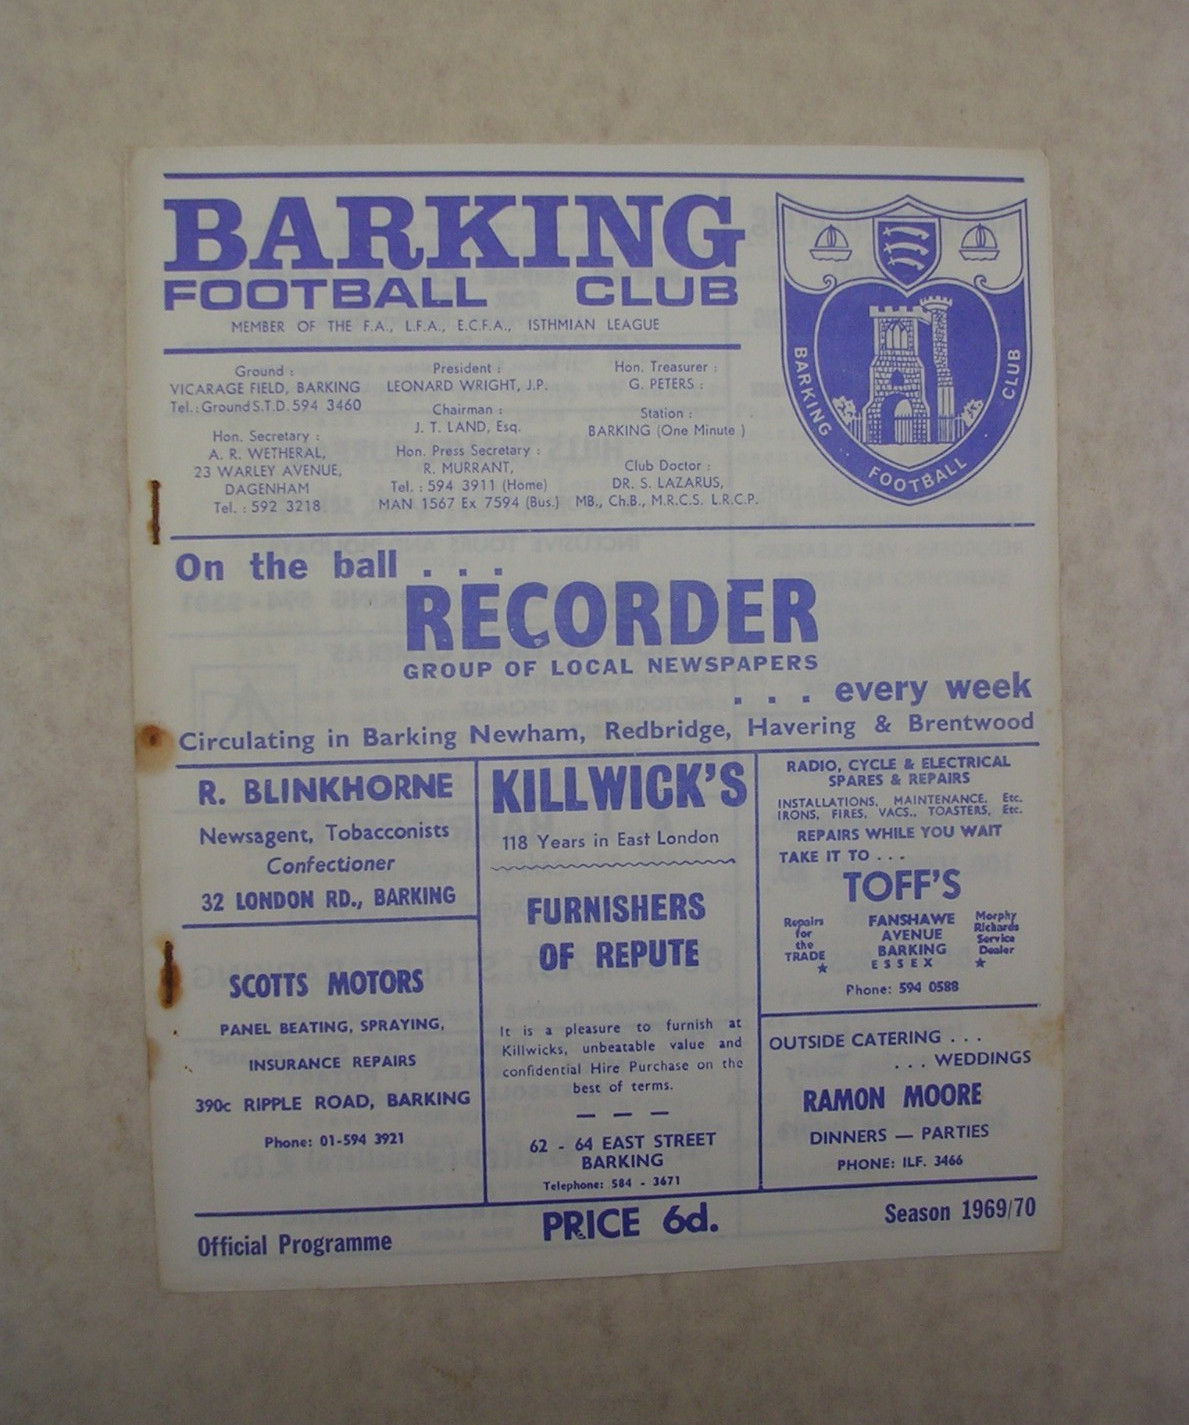 BARKING
FOOTBALL CLUB
MEMBER OF THE F.A., L.F.A., E.C.F.A., ISTHMIAN LEAGUE
BARKING FOOTBALL CLUB
Ground :
VICARAGE FIELD, BARKING
Tel.: Ground S.T.D. 594 3460
Hon. Secretary :
A. R. WETHERAL,
23 WARLEY AVENUE,
DAGENHAM
Tel. : 592 3218
President :
LEONARD WRIGHT, J.P.
Chairman :
J. T. LAND, Esq.
Hon. Press Secretary :
R. MURRANT,
Tel. : 594 3911 (Home)
MAN 1567 Ex 7594 (Bus.)
Hon. Treasurer :
G. PETERS :
Station :
BARKING (One Minute )
Club Doctor :
DR. S. LAZARUS,
MB., Ch.B., M.R.C.S. L.R.C.P.
On the ball . . .
RECORDER
GROUP OF LOCAL NEWSPAPERS
. . . every week
Circulating in Barking Newham, Redbridge, Havering & Brentwood
R. BLINKHORNE
Newsagent, Tobacconists
Confectioner
32 LONDON RD., BARKING
SCOTTS MOTORS
PANEL BEATING, SPRAYING,
INSURANCE REPAIRS
390c RIPPLE ROAD, BARKING
Phone: 01-594 3921
KILLWICK'S
118 Years in East London
FURNISHERS
OF REPUTE
It is a pleasure to furnish at
Killwicks, unbeatable value and
confidential Hire Purchase on the
best of terms.
— — —
62 - 64 EAST STREET
BARKING
Telephone: 584 - 3671
RADIO, CYCLE & ELECTRICAL
SPARES & REPAIRS
INSTALLATIONS, MAINTENANCE, Etc.
IRONS, FIRES, VACS., TOASTERS, Etc.
REPAIRS WHILE YOU WAIT
TAKE IT TO . . .
TOFF'S
Repairs
for
the
TRADE
FANSHAWE
AVENUE
BARKING
ESSEX
Morphy
Richards
Service
Dealer
Phone: 594 0588
OUTSIDE CATERING . . .
. . . WEDDINGS
RAMON MOORE
DINNERS — PARTIES
PHONE: ILF. 3466
Official Programme
PRICE 6d.
Season 1969/70